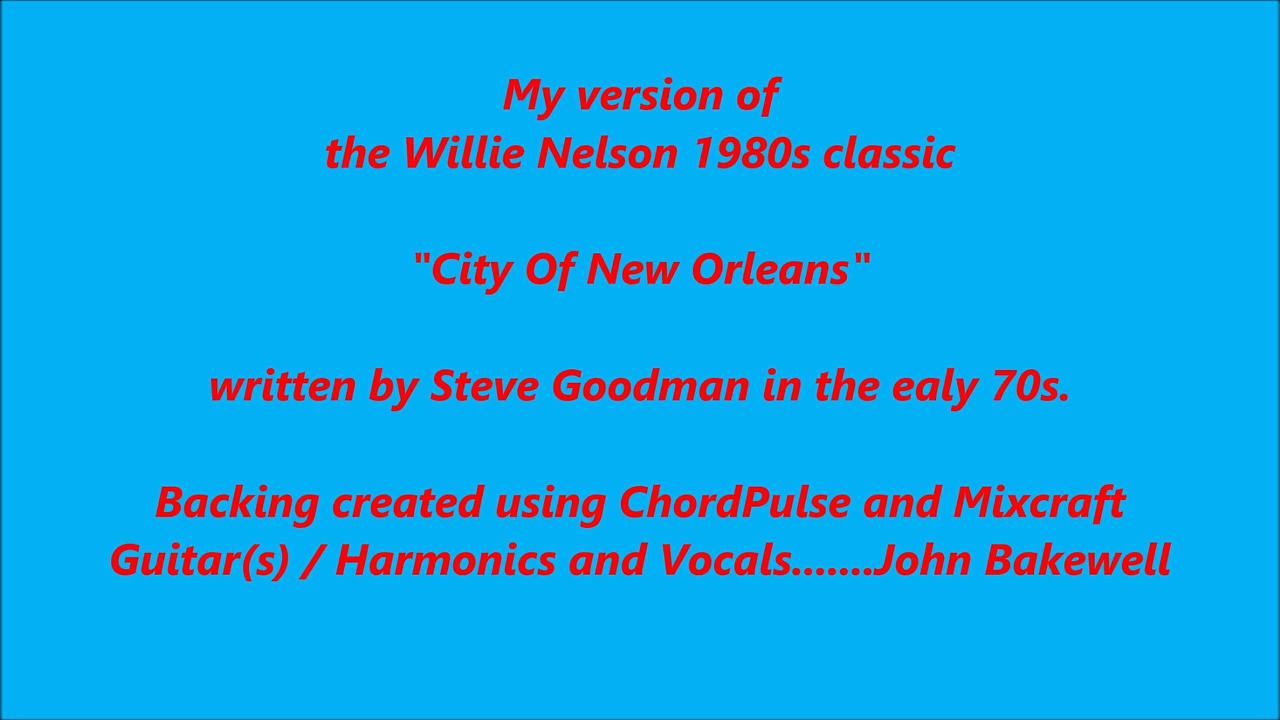 My version of
the Willie Nelson 1980s classic
"City Of New Orleans"
written by Steve Goodman in the ealy 70s.
Backing created using ChordPulse and Mixcraft
Guitar(s) / Harmonics and Vocals.......John Bakewell